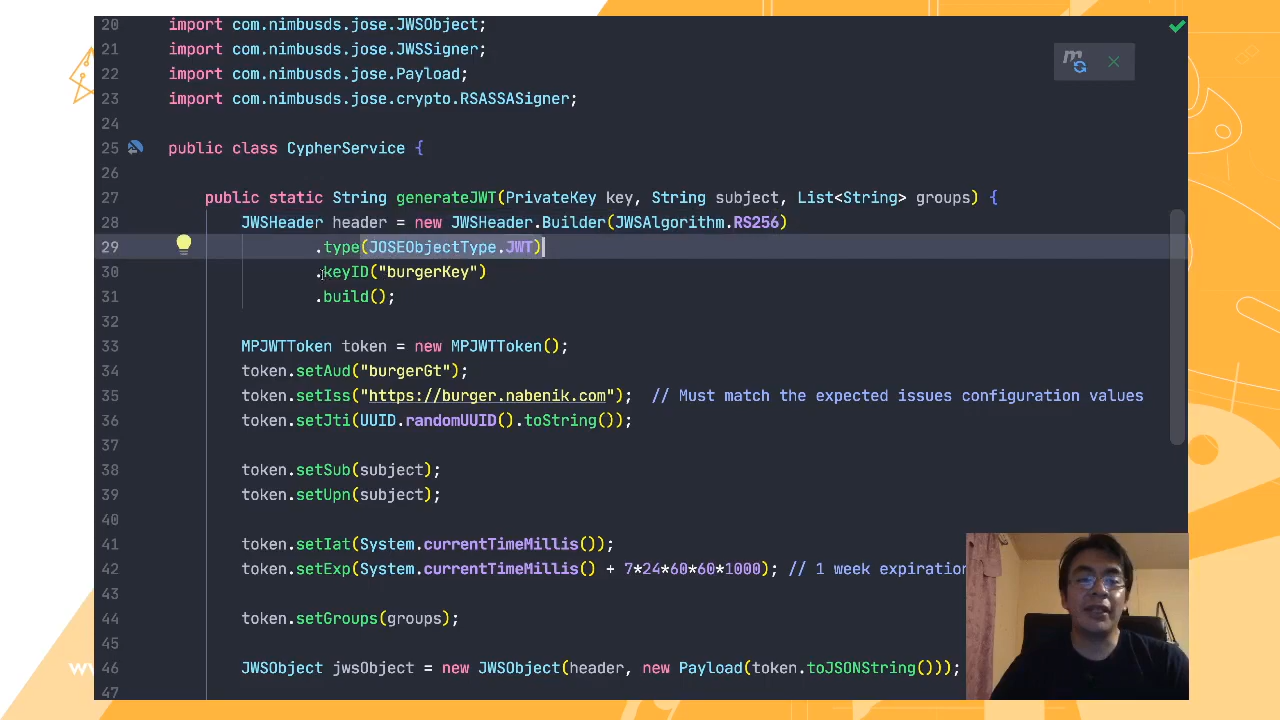 20 import com.nimbusds.jose.JWSObject;
21 import com.nimbusds.jose.JWSSigner;
22 import com.nimbusds.jose.Payload;
23 import com.nimbusds.jose.crypto.RSASSASigner;
24
25 public class CypherService {
26
27 public static String generateJWT(PrivateKey key, String subject, List<String> groups) {
28 JWSHeader header = new JWSHeader.Builder(JWSAlgorithm.RS256)
29 .type(JOSEObjectType.JWT)
30 .keyID("burgerKey")
31 .build();
32
33 MPJWTToken token = new MPJWTToken();
34 token.setAud("burgerGt");
35 token.setIss("https://burger.nabenik.com"); // Must match the expected issues configuration values
36 token.setJti(UUID.randomUUID().toString());
37
38 token.setSub(subject);
39 token.setUpn(subject);
40
41 token.setIat(System.currentTimeMillis());
42 token.setExp(System.currentTimeMillis() + 7*24*60*60*1000); // 1 week expiration
43
44 token.setGroups(groups);
45
46 JWSObject jwsObject = new JWSObject(header, new Payload(token.toJSONString()));
47